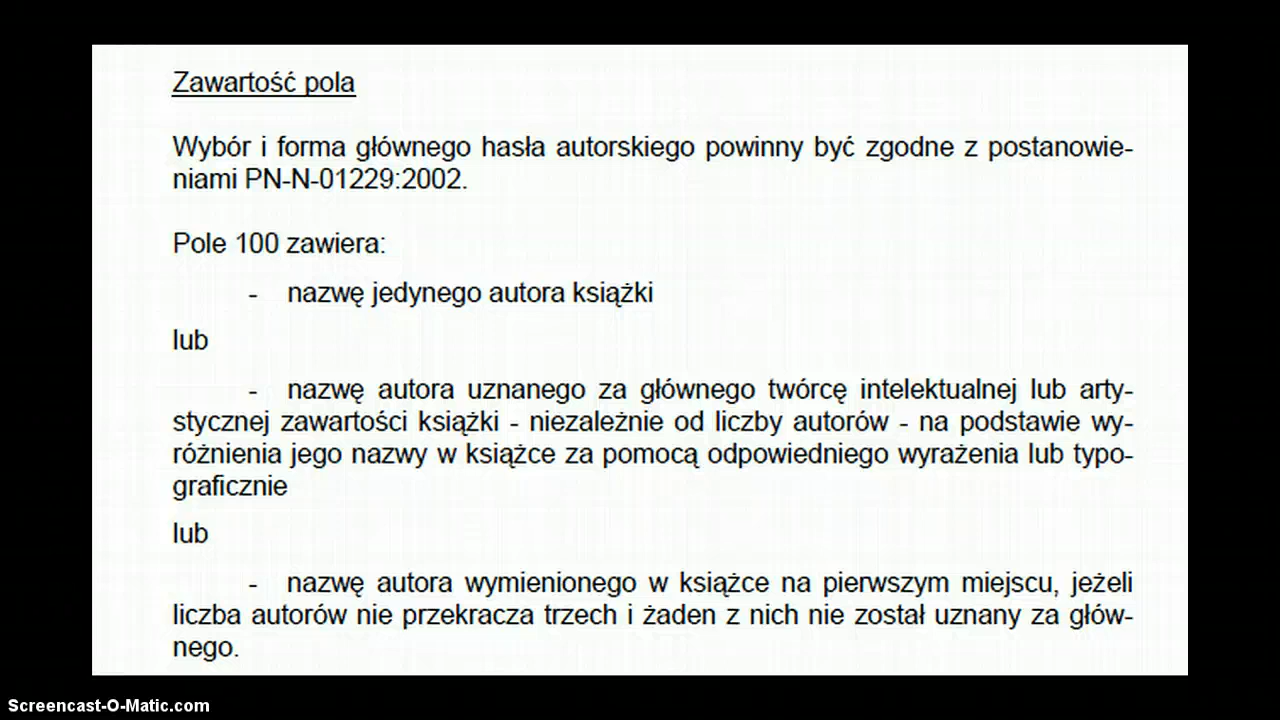 Zawartość pola
Wybór i forma głównego hasła autorskiego powinny być zgodne z postanowie-
niami PN-N-01229:2002.
Pole 100 zawiera:
- nazwę jedynego autora książki
lub
- nazwę autora uznanego za głównego twórcę intelektualnej lub arty-
stycznej zawartości książki - niezależnie od liczby autorów - na podstawie wy-
różnienia jego nazwy w książce za pomocą odpowiedniego wyrażenia lub typo-
graficznie
lub
- nazwę autora wymienionego w książce na pierwszym miejscu, jeżeli
liczba autorów nie przekracza trzech i żaden z nich nie został uznany za głów-
nego.
Screencast-O-Matic.com